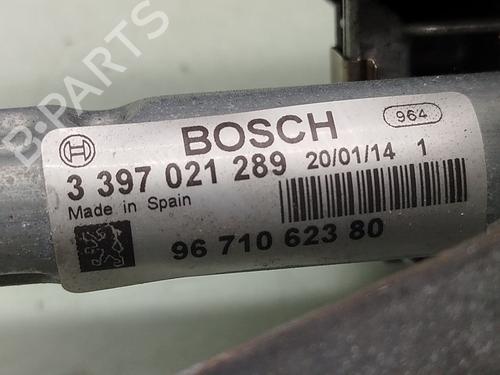 BOSCH
964
3 397 021 289 20/01/14 1
Made in Spain
96 710 623 80
B-PARTS